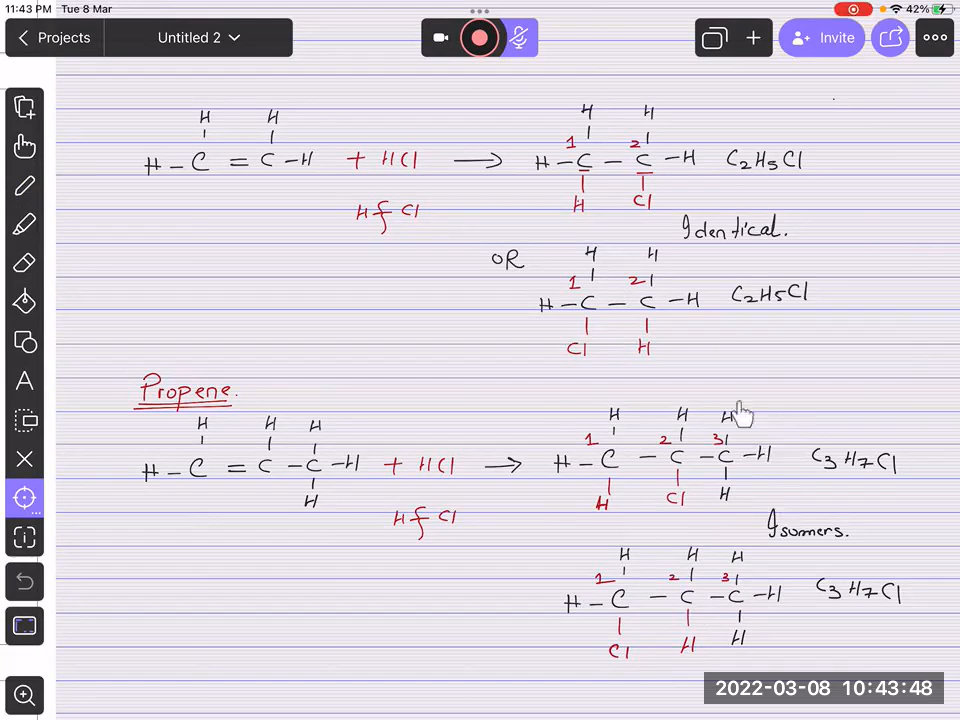 11:43 PM Tue 8 Mar
42%
Projects
Untitled 2
Invite
H H
H – C = C – H + HCl → H – C – C – H C2H5Cl
H H
1 2
H Cl
H Cl
Identical.
OR
H H
1 2
H – C – C – H C2H5Cl
Cl H
Propene.
H H H
H – C = C – C – H + HCl → H – C – C – C – H C3H7Cl
H
H H H
1 2 3
H Cl H
H Cl
Isomers.
H H H
1 2 3
H – C – C – C – H C3H7Cl
Cl H H
A
2022-03-08 10:43:48